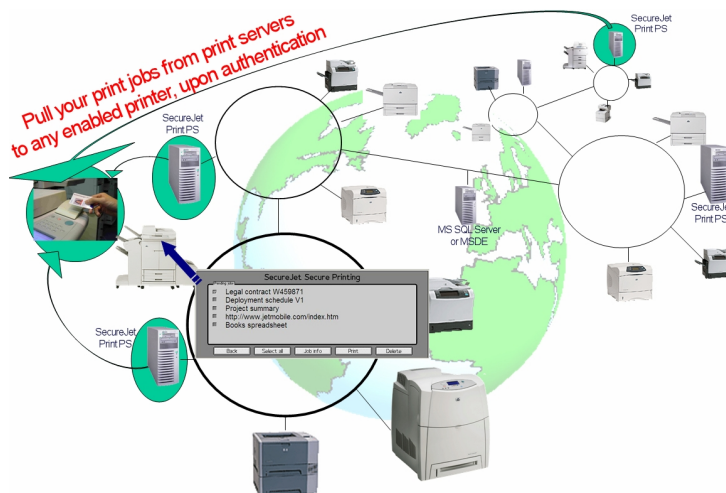 Pull your print jobs from print servers
to any enabled printer, upon authentication
SecureJet
Print PS
SecureJet
Print PS
MS SQL Server
or MSDE
SecureJet
Print PS
SecureJet Secure Printing
Legal contract W459871
Deployment schedule V1
Project summary
http://www.jetmobile.com/index.htm
Books spreadsheet
Back
Select all
Job info
Print
Delete
SecureJet
Print PS